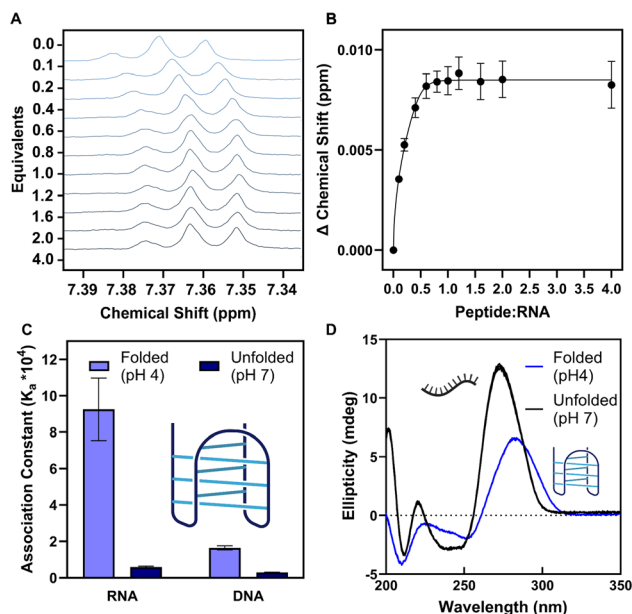 A
Equivalents
0.0
0.1
0.2
0.4
0.6
0.8
1.0
1.2
1.6
2.0
4.0
7.39 7.38 7.37 7.36 7.35 7.34
Chemical Shift (ppm)
B
Δ Chemical Shift (ppm)
0.010
0.005
0.000
0.0 0.5 1.0 1.5 2.0 2.5 3.0 3.5 4.0
Peptide:RNA
C
Association Constant (Ka *10⁴)
12
10
8
6
4
2
0
Folded
(pH 4)
Unfolded
(pH 7)
RNA DNA
D
Ellipticity (mdeg)
15
10
5
0
-5
Folded
(pH4)
Unfolded
(pH 7)
200 250 300 350
Wavelength (nm)